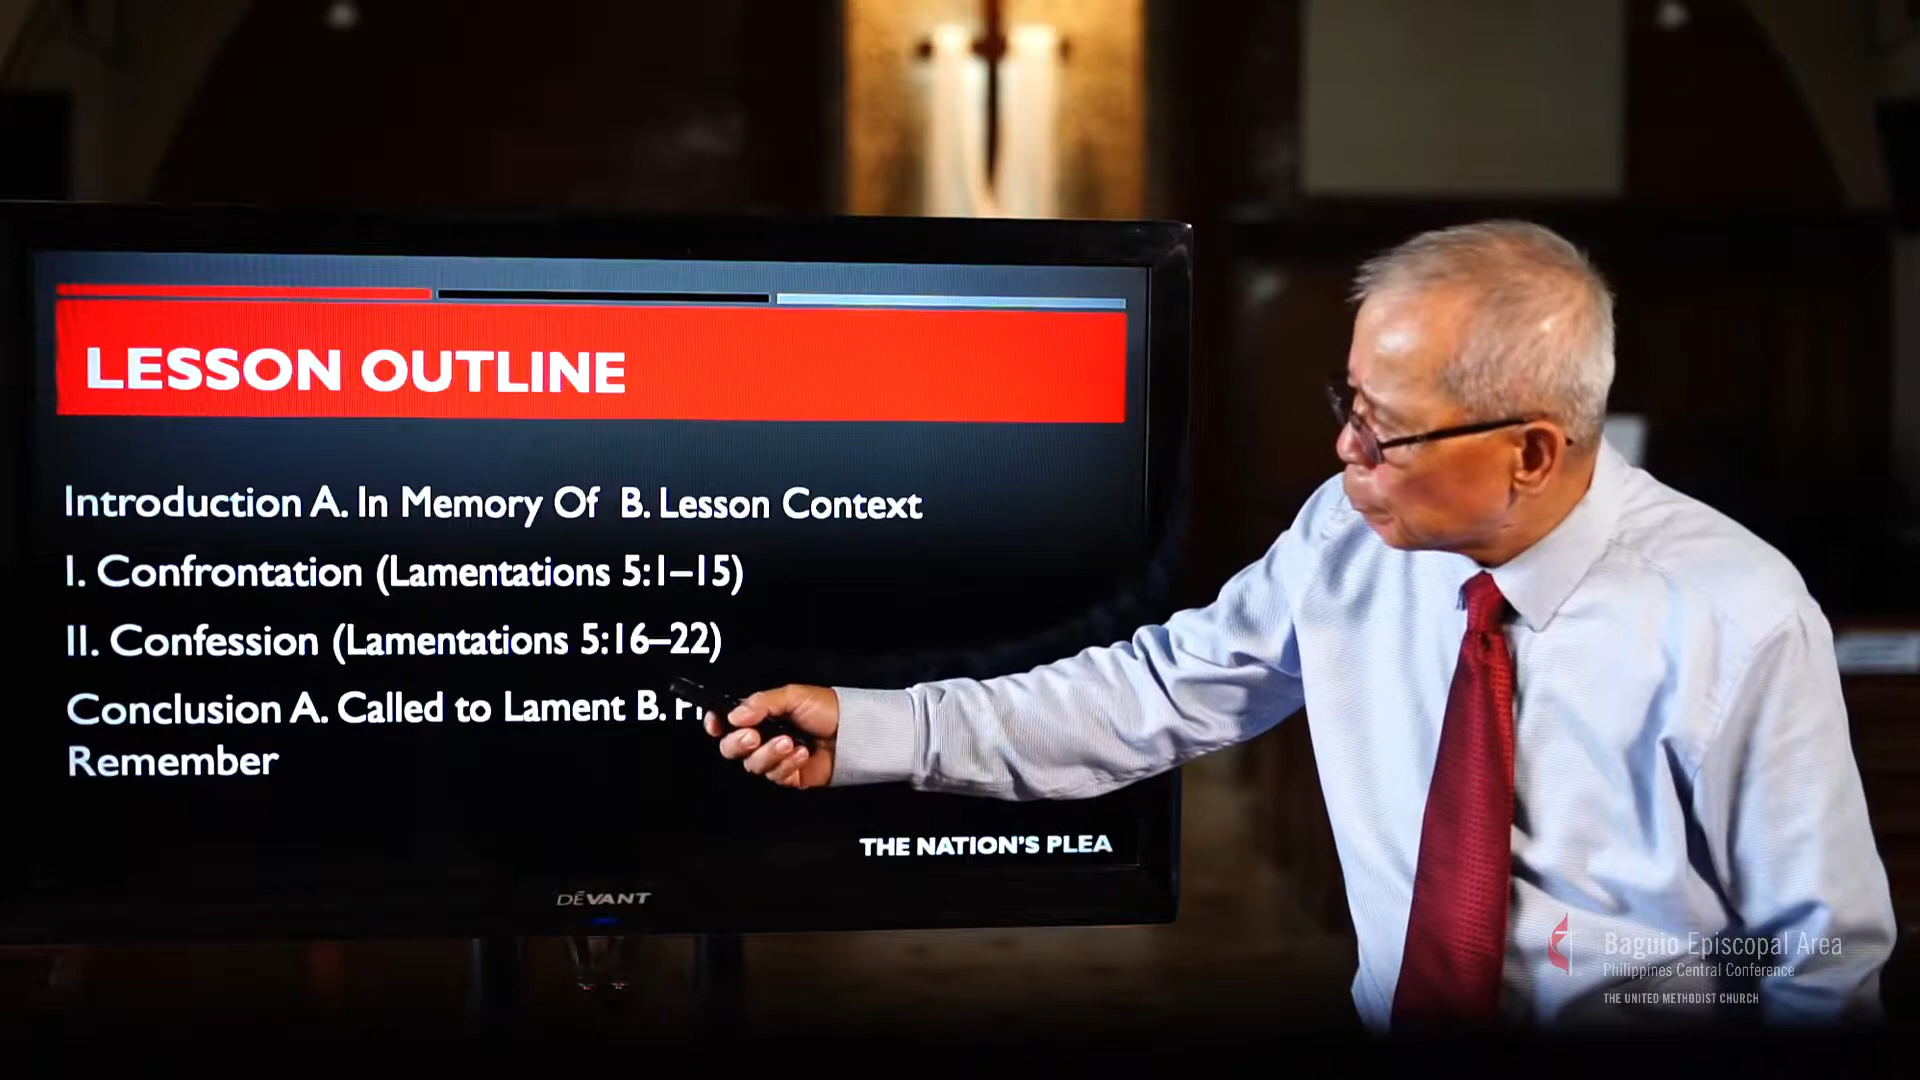 LESSON OUTLINE
Introduction A. In Memory Of B. Lesson Context
I. Confrontation (Lamentations 5:1–15)
II. Confession (Lamentations 5:16–22)
Conclusion A. Called to Lament B.
Remember
THE NATION'S PLEA
DEVANT
Baguio Episcopal Area
Philippines Central Conference
THE UNITED METHODIST CHURCH